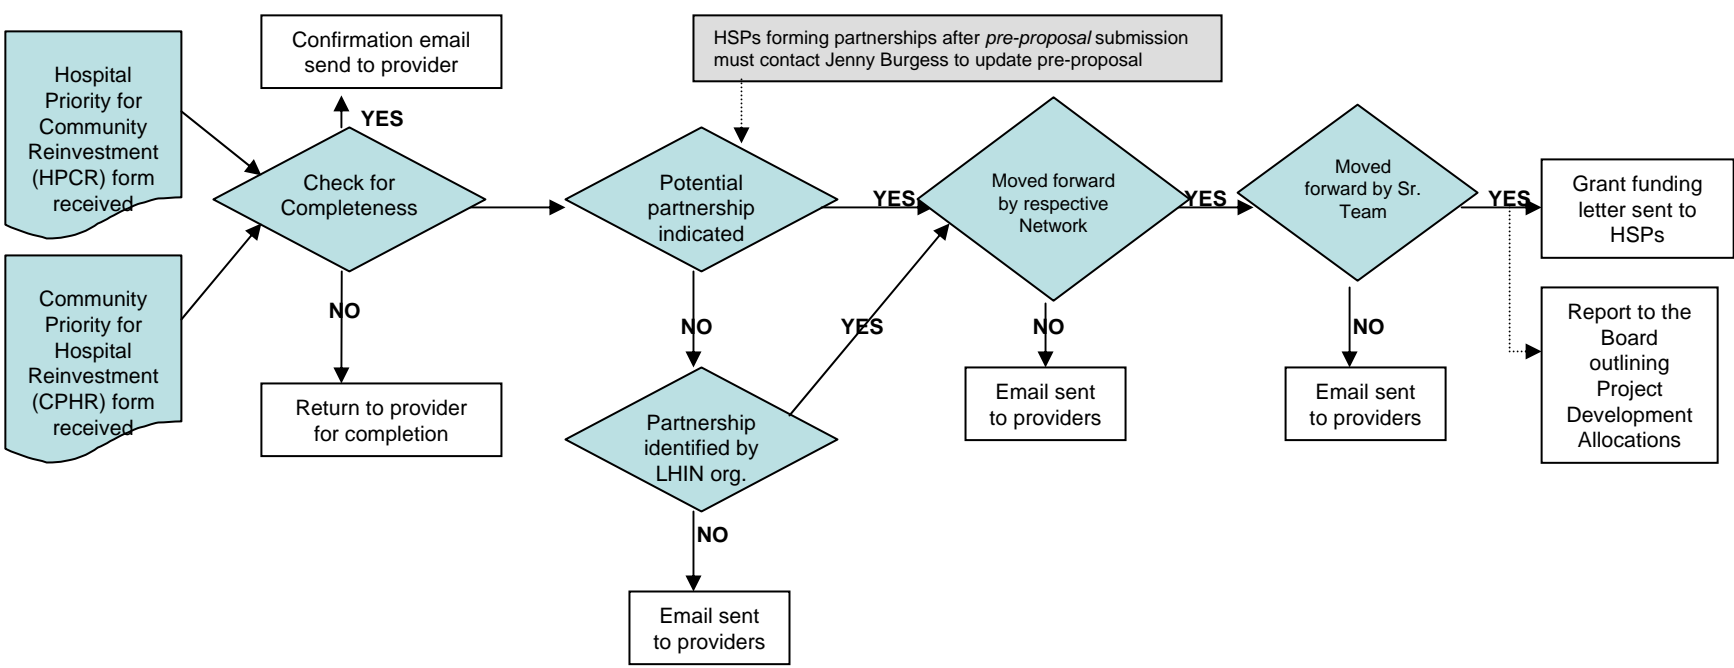 Hospital
Priority for
Community
Reinvestment
(HPCR) form
received
Community
Priority for
Hospital
Reinvestment
(CPHR) form
received
Confirmation email
send to provider
YES
Check for
Completeness
NO
Return to provider
for completion
HSPs forming partnerships after pre-proposal submission
must contact Jenny Burgess to update pre-proposal
Potential
partnership
indicated
YES
NO
Partnership
identified by
LHIN org.
YES
NO
Email sent
to providers
Moved forward
by respective
Network
YES
NO
Email sent
to providers
Moved
forward by Sr.
Team
YES
NO
Email sent
to providers
Grant funding
letter sent to
HSPs
Report to the
Board
outlining
Project
Development
Allocations